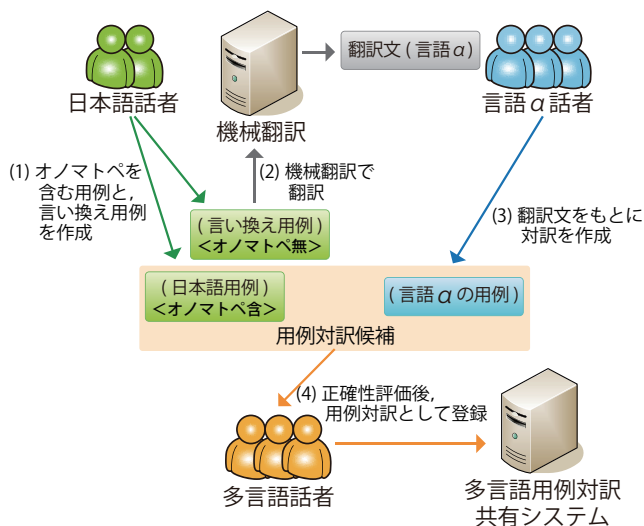 翻訳文 ( 言語α)
日本語話者
機械翻訳
言語α話者
(1) オノマトペを
含む用例と,
言い換え用例
を作成
(2) 機械翻訳で
翻訳
(3) 翻訳文をもとに
対訳を作成
( 言い換え用例 )
<オノマトペ無>
( 日本語用例 )
<オノマトペ含>
( 言語αの用例 )
用例対訳候補
(4) 正確性評価後,
用例対訳として登録
多言語話者
多言語用例対訳
共有システム